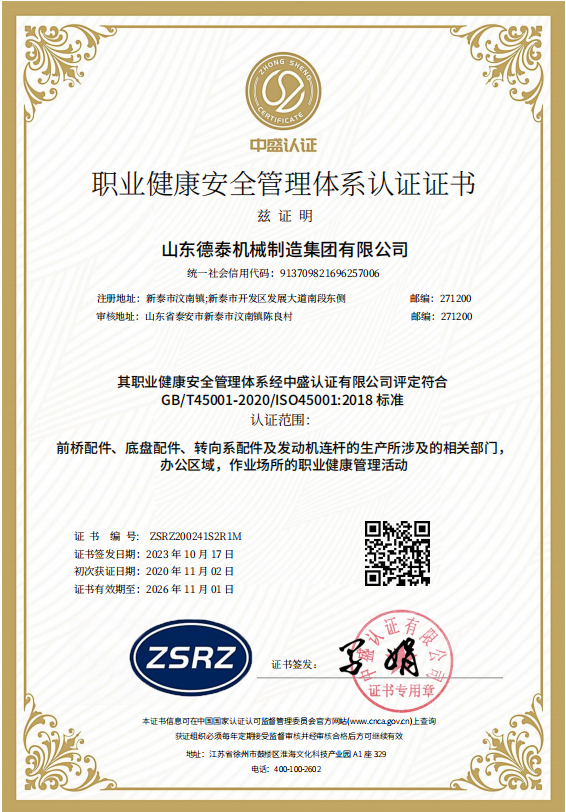 ZHONG SHENG
CERTIFICATE
中盛认证
职业健康安全管理体系认证证书
兹证明
山东德泰机械制造集团有限公司
统一社会信用代码：913709821696257006
注册地址：新泰市汶南镇;新泰市开发区发展大道南段东侧 邮编：271200
审核地址：山东省泰安市新泰市汶南镇陈良村 邮编：271200
其职业健康安全管理体系经中盛认证有限公司评定符合
GB/T45001-2020/ISO45001:2018 标准
认证范围：
前桥配件、底盘配件、转向系配件及发动机连杆的生产所涉及的相关部门，
办公区域，作业场所的职业健康管理活动
证书编号：ZSRZ200241S2R1M
证书签发日期：2023 年 10 月 17 日
初次获证日期：2020 年 11 月 02 日
证书有效期至：2026 年 11 月 01 日
ZSRZ
证书签发：
中盛认证有限公司
证书专用章
本证书信息可在中国国家认证认可监督管理委员会官方网站(www.cnca.gov.cn)上查询
获证组织必须每年定期接受监督审核并经审核合格后方可继续有效
地址：江苏省徐州市鼓楼区淮海文化科技产业园 A1 座 329
电话：400-100-2602